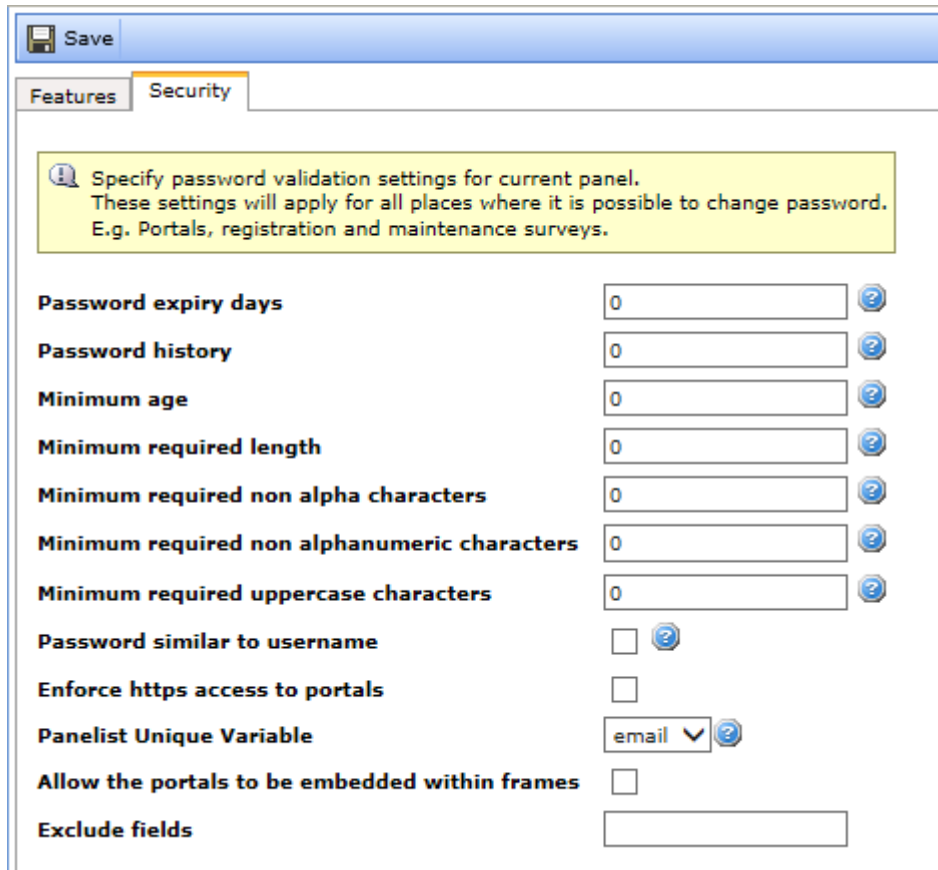 Save
Features Security
Specify password validation settings for current panel.
These settings will apply for all places where it is possible to change password.
E.g. Portals, registration and maintenance surveys.
Password expiry days 0
Password history 0
Minimum age 0
Minimum required length 0
Minimum required non alpha characters 0
Minimum required non alphanumeric characters 0
Minimum required uppercase characters 0
Password similar to username
Enforce https access to portals
Panelist Unique Variable email
Allow the portals to be embedded within frames
Exclude fields